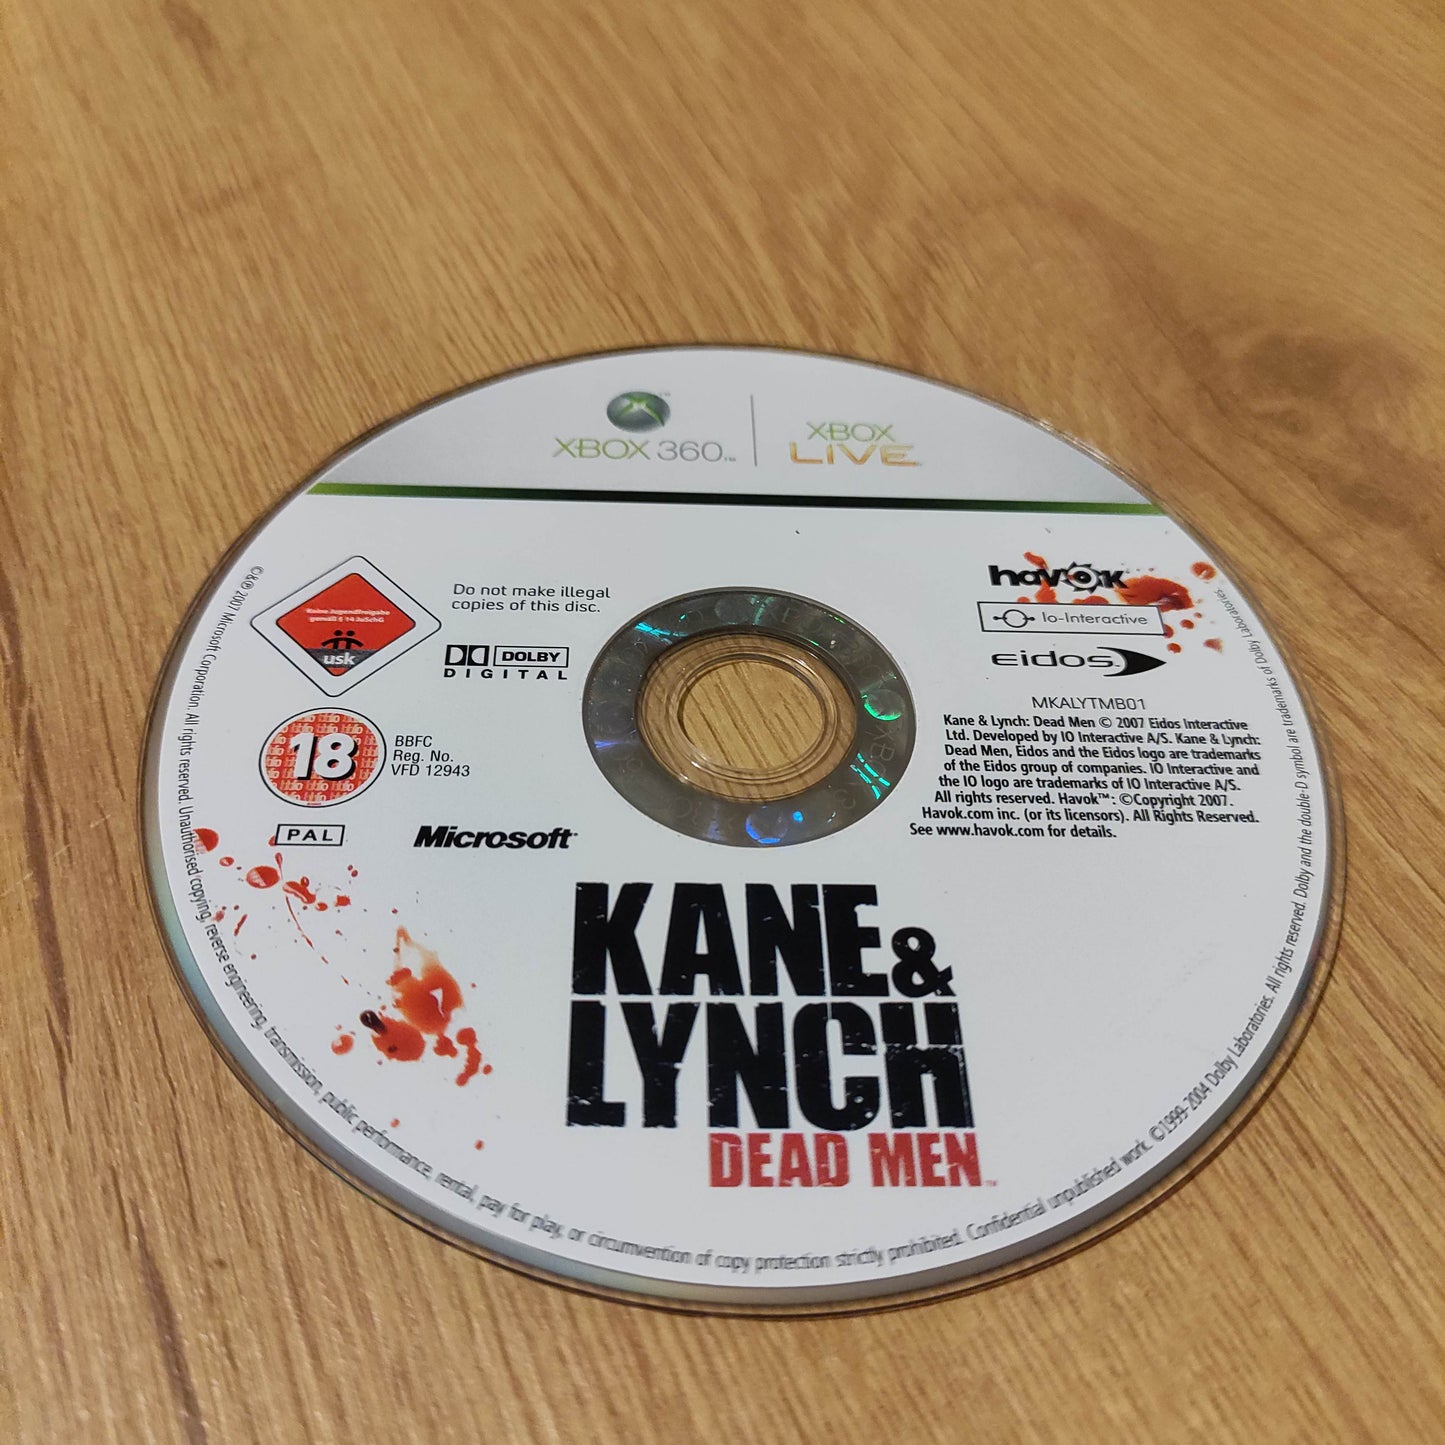 XBOX 360™
XBOX
LIVE
Keine Jugendfreigabe
gemäß § 14 JuSchG
usk
Do not make illegal
copies of this disc.
DOLBY
DIGITAL
18
BBFC
Reg. No.
VFD 12943
PAL
Microsoft
havok
Io-Interactive
eidos
MKALYTMB01
Kane & Lynch: Dead Men © 2007 Eidos Interactive
Ltd. Developed by IO Interactive A/S. Kane & Lynch:
Dead Men, Eidos and the Eidos logo are trademarks
of the Eidos group of companies. IO Interactive and
the IO logo are trademarks of IO Interactive A/S.
All rights reserved. Havok™: ©Copyright 2007.
Havok.com inc. (or its licensors). All Rights Reserved.
See www.havok.com for details.
KANE &
LYNCH
DEAD MEN™
©&℗ 2007 Microsoft Corporation. All rights reserved. Unauthorised copying, reverse engineering, transmission, public performance, rental, pay for play, or circumvention of copy protection strictly prohibited. Confidential unpublished work. ©1999-2004 Dolby Laboratories. All rights reserved. Dolby and the double-D symbol are trademarks of Dolby Laboratories.